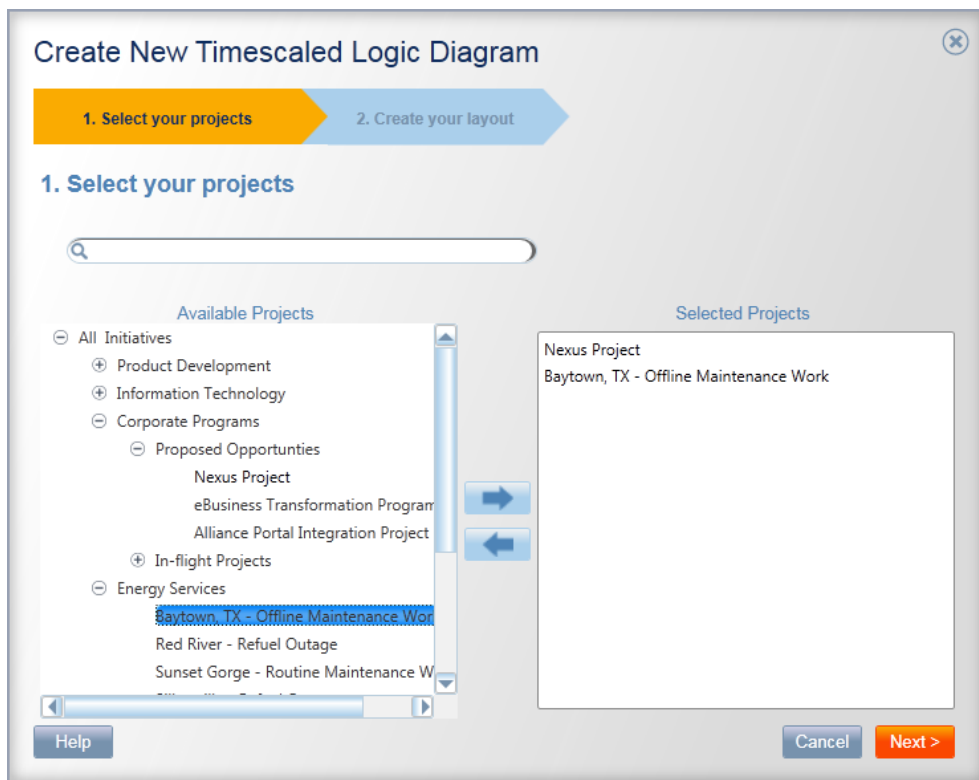 Create New Timescaled Logic Diagram
1. Select your projects
2. Create your layout
1. Select your projects
Available Projects
All Initiatives
Product Development
Information Technology
Corporate Programs
Proposed Opportunties
Nexus Project
eBusiness Transformation Program
Alliance Portal Integration Project
In-flight Projects
Energy Services
Baytown, TX - Offline Maintenance Wor
Red River - Refuel Outage
Sunset Gorge - Routine Maintenance W
Selected Projects
Nexus Project
Baytown, TX - Offline Maintenance Work
Help
Cancel
Next >